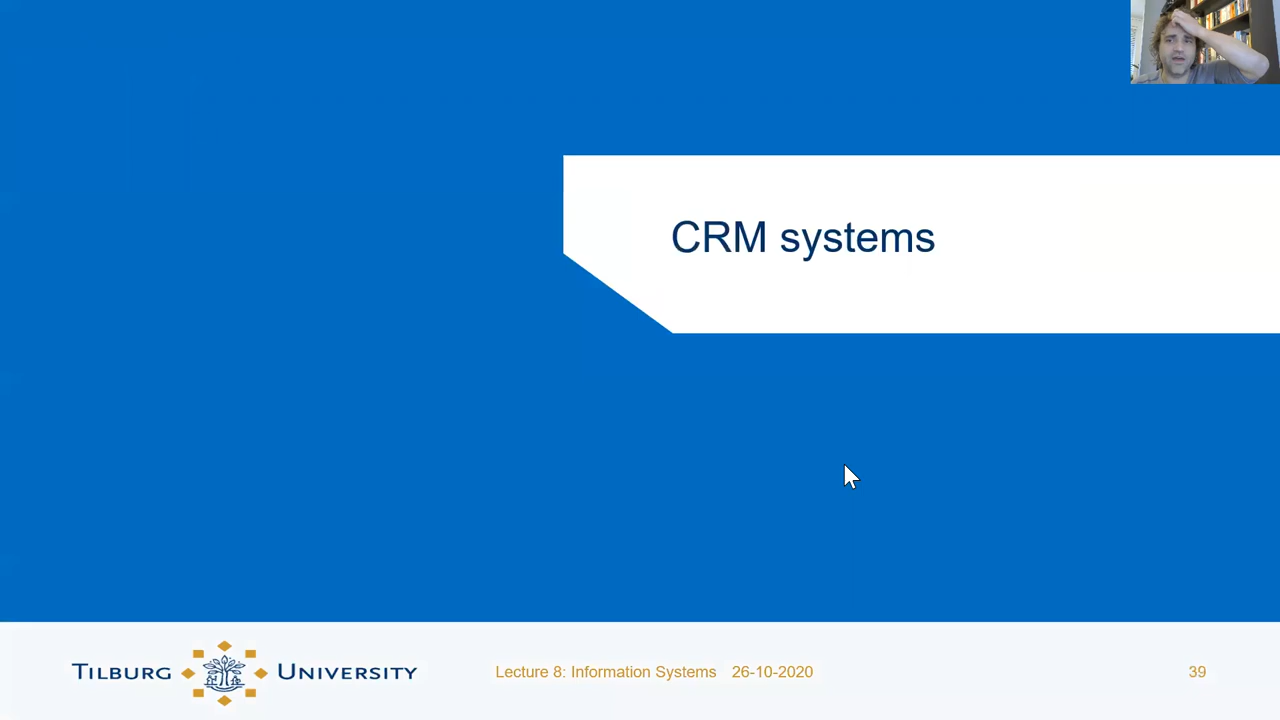 CRM systems
TILBURG UNIVERSITY
Lecture 8: Information Systems 26-10-2020
39